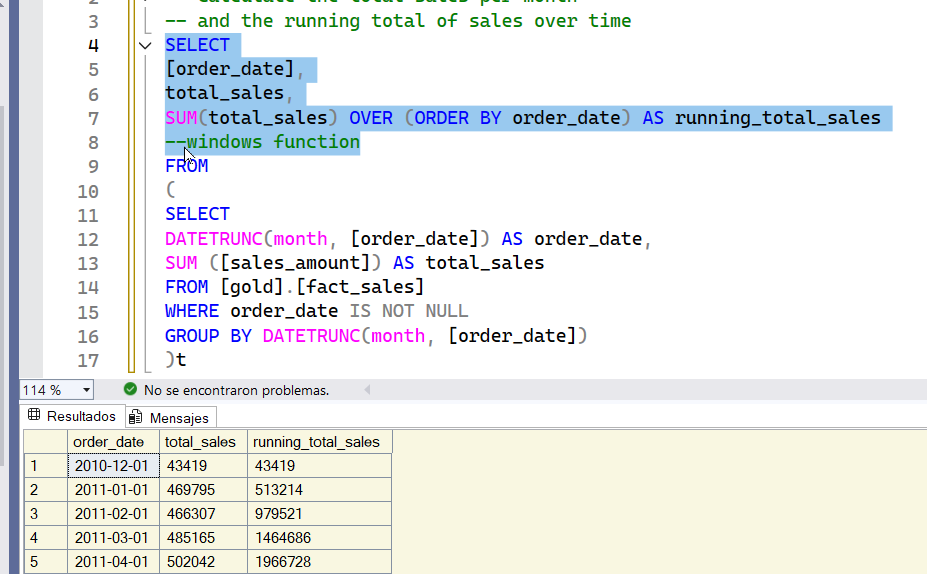 2
3 -- and the running total of sales over time
4 SELECT
5 [order_date],
6 total_sales,
7 SUM(total_sales) OVER (ORDER BY order_date) AS running_total_sales
8 --windows function
9 FROM
10 (
11 SELECT
12 DATETRUNC(month, [order_date]) AS order_date,
13 SUM ([sales_amount]) AS total_sales
14 FROM [gold].[fact_sales]
15 WHERE order_date IS NOT NULL
16 GROUP BY DATETRUNC(month, [order_date])
17 )t
114 % No se encontraron problemas.
Resultados Mensajes
order_date total_sales running_total_sales
1 2010-12-01 43419 43419
2 2011-01-01 469795 513214
3 2011-02-01 466307 979521
4 2011-03-01 485165 1464686
5 2011-04-01 502042 1966728